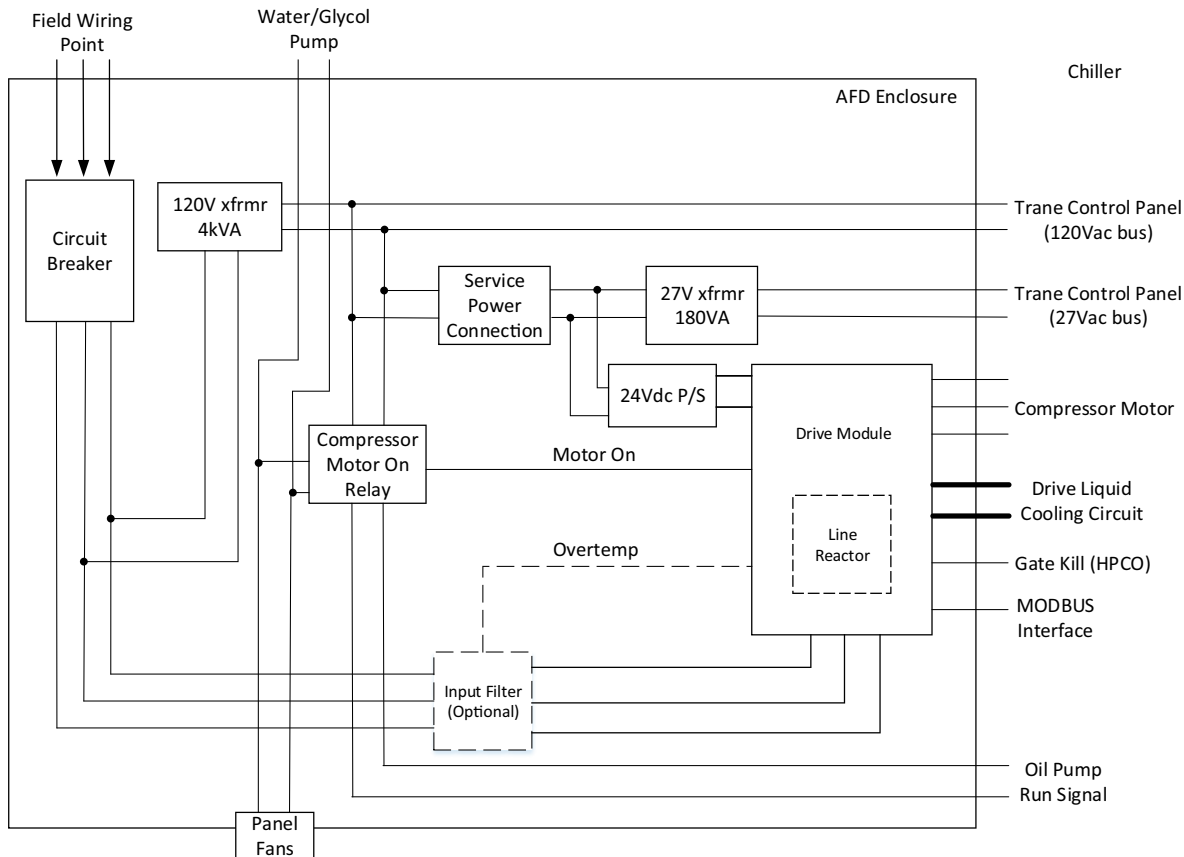 Field Wiring
Point
Water/Glycol
Pump
Chiller
AFD Enclosure
Circuit
Breaker
120V xfrmr
4kVA
Trane Control Panel
(120Vac bus)
Service
Power
Connection
27V xfrmr
180VA
Trane Control Panel
(27Vac bus)
24Vdc P/S
Drive Module
Compressor Motor
Compressor
Motor On
Relay
Motor On
Drive Liquid
Cooling Circuit
Line
Reactor
Overtemp
Gate Kill (HPCO)
MODBUS
Interface
Input Filter
(Optional)
Oil Pump
Run Signal
Panel
Fans